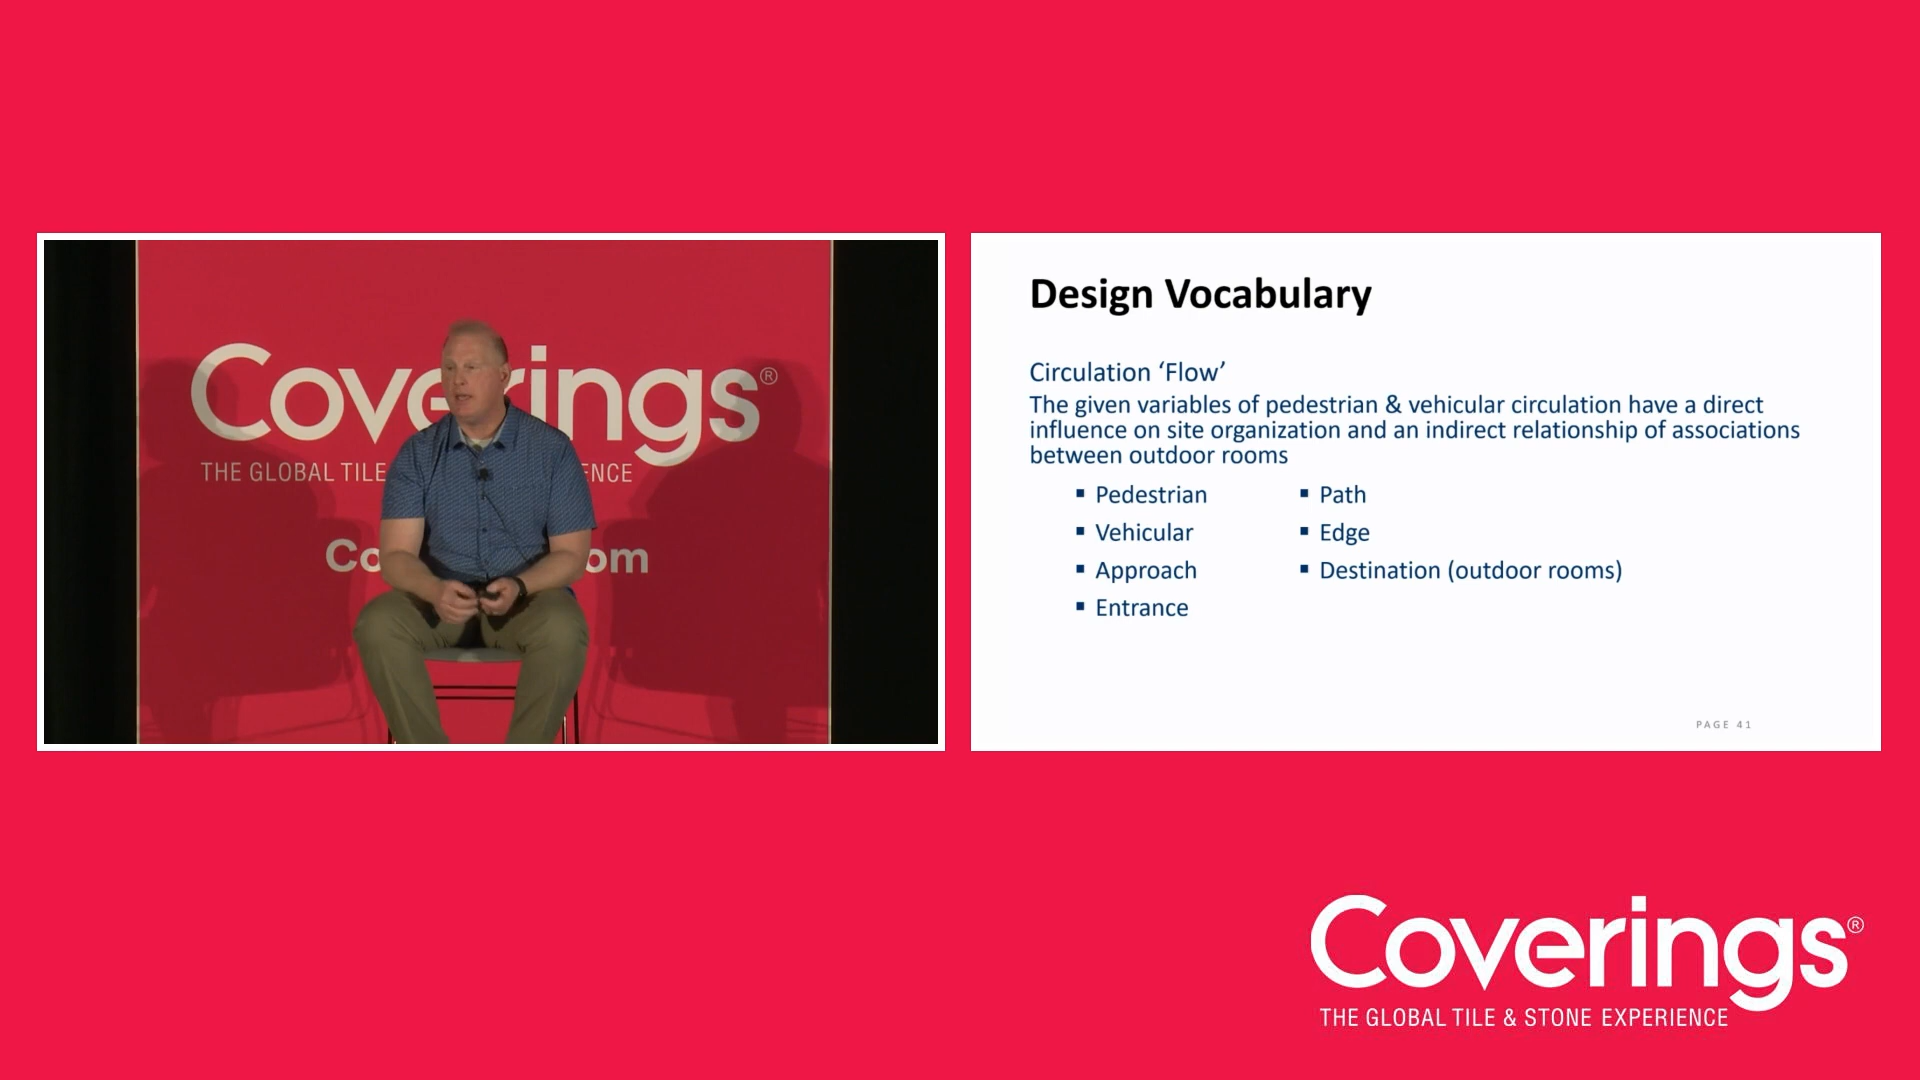 Coverings®
THE GLOBAL TILE
ENCE
Co
om
Design Vocabulary
Circulation ‘Flow’
The given variables of pedestrian & vehicular circulation have a direct
influence on site organization and an indirect relationship of associations
between outdoor rooms
▪ Pedestrian
▪ Vehicular
▪ Approach
▪ Entrance
▪ Path
▪ Edge
▪ Destination (outdoor rooms)
PAGE 41
Coverings®
THE GLOBAL TILE & STONE EXPERIENCE